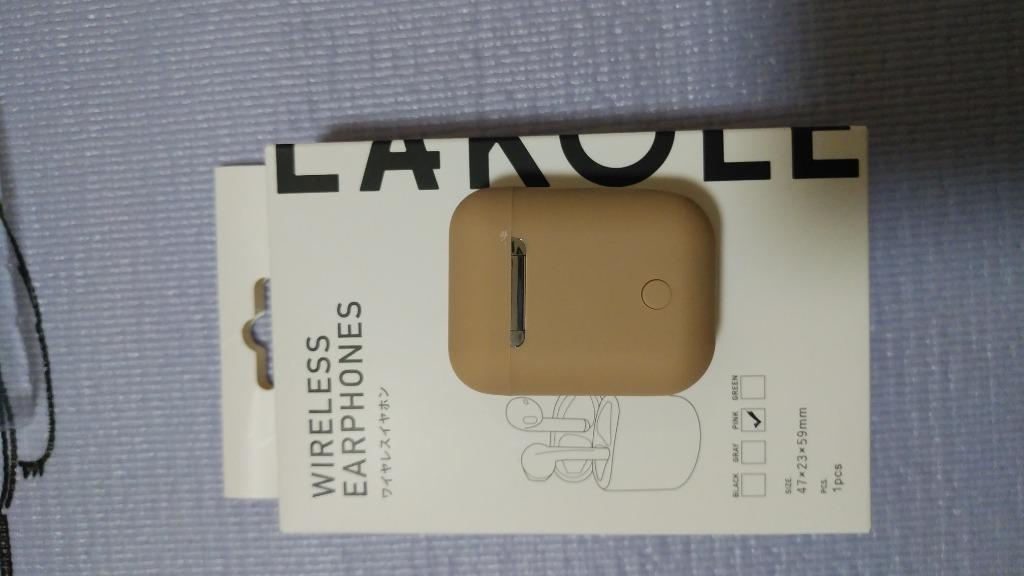 LAKOLE
WIRELESS
EARPHONES
ワイヤレスイヤホン
BLACK GRAY PINK GREEN
SIZE.
47×23×59mm
PCS.
1pcs